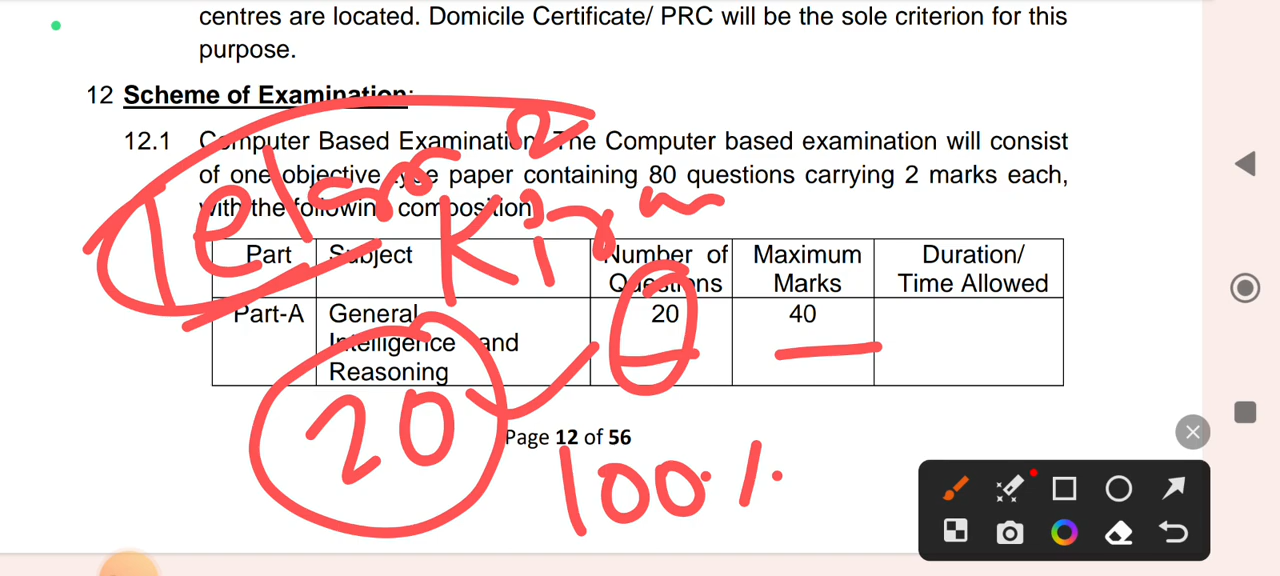 centres are located. Domicile Certificate/ PRC will be the sole criterion for this
purpose.
12 Scheme of Examination:
12.1 Computer Based Examination: The Computer based examination will consist
of one objective type paper containing 80 questions carrying 2 marks each,
with the following composition:
Part Subject Number of Questions Maximum Marks Duration/ Time Allowed
Part-A General Intelligence and Reasoning 20 40
20
Page 12 of 56
100%